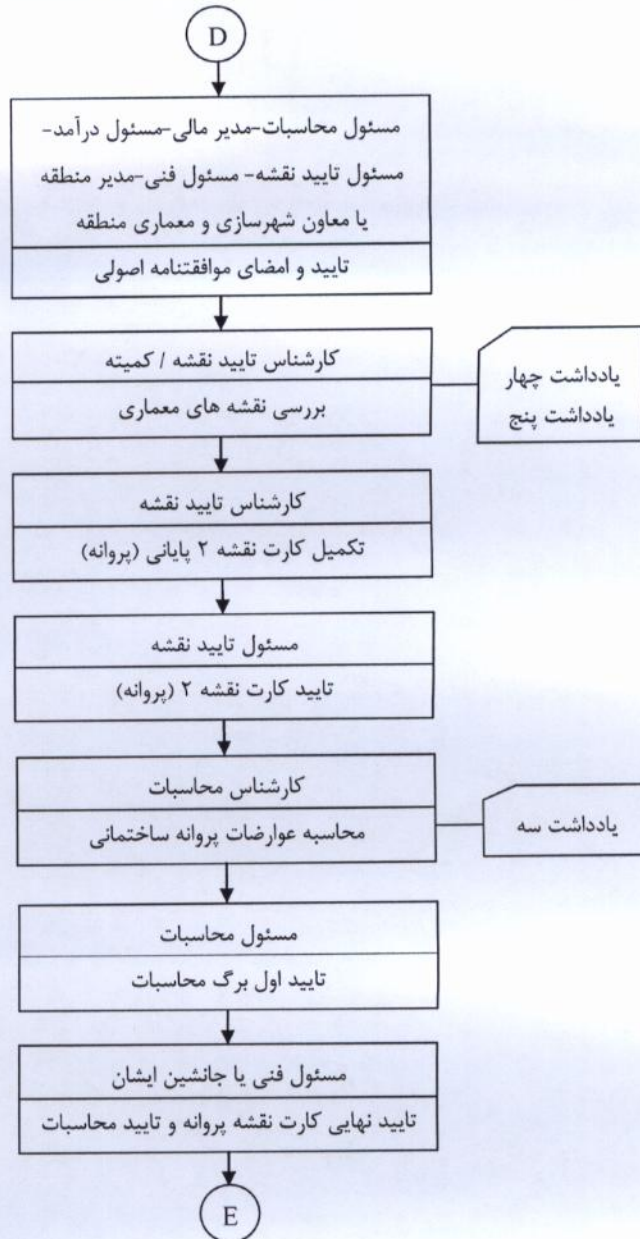 D
مسئول محاسبات-مدیر مالی-مسئول درآمد-
مسئول تایید نقشه- مسئول فنی-مدیر منطقه
یا معاون شهرسازی و معماری منطقه
تایید و امضای موافقتنامه اصولی
کارشناس تایید نقشه / کمیته
بررسی نقشه های معماری
یادداشت چهار
یادداشت پنج
کارشناس تایید نقشه
تکمیل کارت نقشه ۲ پایانی (پروانه)
مسئول تایید نقشه
تایید کارت نقشه ۲ (پروانه)
کارشناس محاسبات
محاسبه عوارضات پروانه ساختمانی
یادداشت سه
مسئول محاسبات
تایید اول برگ محاسبات
مسئول فنی یا جانشین ایشان
تایید نهایی کارت نقشه پروانه و تایید محاسبات
E